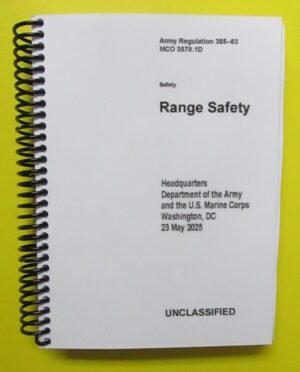 Army Regulation 385–63
MCO 3570.1D
Safety
Range Safety
Headquarters
Department of the Army
and the U.S. Marine Corps
Washington, DC
23 May 2025
UNCLASSIFIED